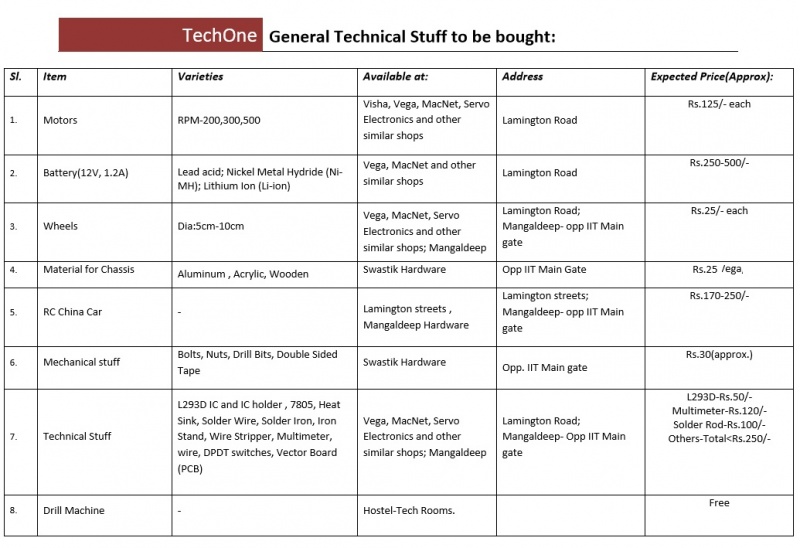 TechOne General Technical Stuff to be bought:
Sl. Item Varieties Available at: Address Expected Price(Approx):
1. Motors RPM-200,300,500 Visha, Vega, MacNet, Servo
Electronics and other
similar shops Lamington Road Rs.125/- each
2. Battery(12V, 1.2A) Lead acid; Nickel Metal Hydride (Ni-
MH); Lithium Ion (Li-ion) Vega, MacNet and other
similar shops Lamington Road Rs.250-500/-
3. Wheels Dia:5cm-10cm Vega, MacNet, Servo
Electronics and other
similar shops; Mangaldeep Lamington Road;
Mangaldeep- opp IIT Main
gate Rs.25/- each
4. Material for Chassis Aluminum , Acrylic, Wooden Swastik Hardware Opp IIT Main Gate Rs.25
5. RC China Car - Lamington streets ,
Mangaldeep Hardware Lamington streets;
Mangaldeep- opp IIT Main
gate Rs.170-250/-
6. Mechanical stuff Bolts, Nuts, Drill Bits, Double Sided
Tape Swastik Hardware Opp. IIT Main gate Rs.30(approx.)
7. Technical Stuff L293D IC and IC holder , 7805, Heat
Sink, Solder Wire, Solder Iron, Iron
Stand, Wire Stripper, Multimeter,
wire, DPDT switches, Vector Board
(PCB) Vega, MacNet, Servo
Electronics and other
similar shops; Mangaldeep Lamington Road;
Mangaldeep- Opp IIT Main
gate L293D-Rs.50/-
Multimeter-Rs.120/-
Solder Rod-Rs.100/-
Others-Total<Rs.250/-
8. Drill Machine - Hostel-Tech Rooms. Free